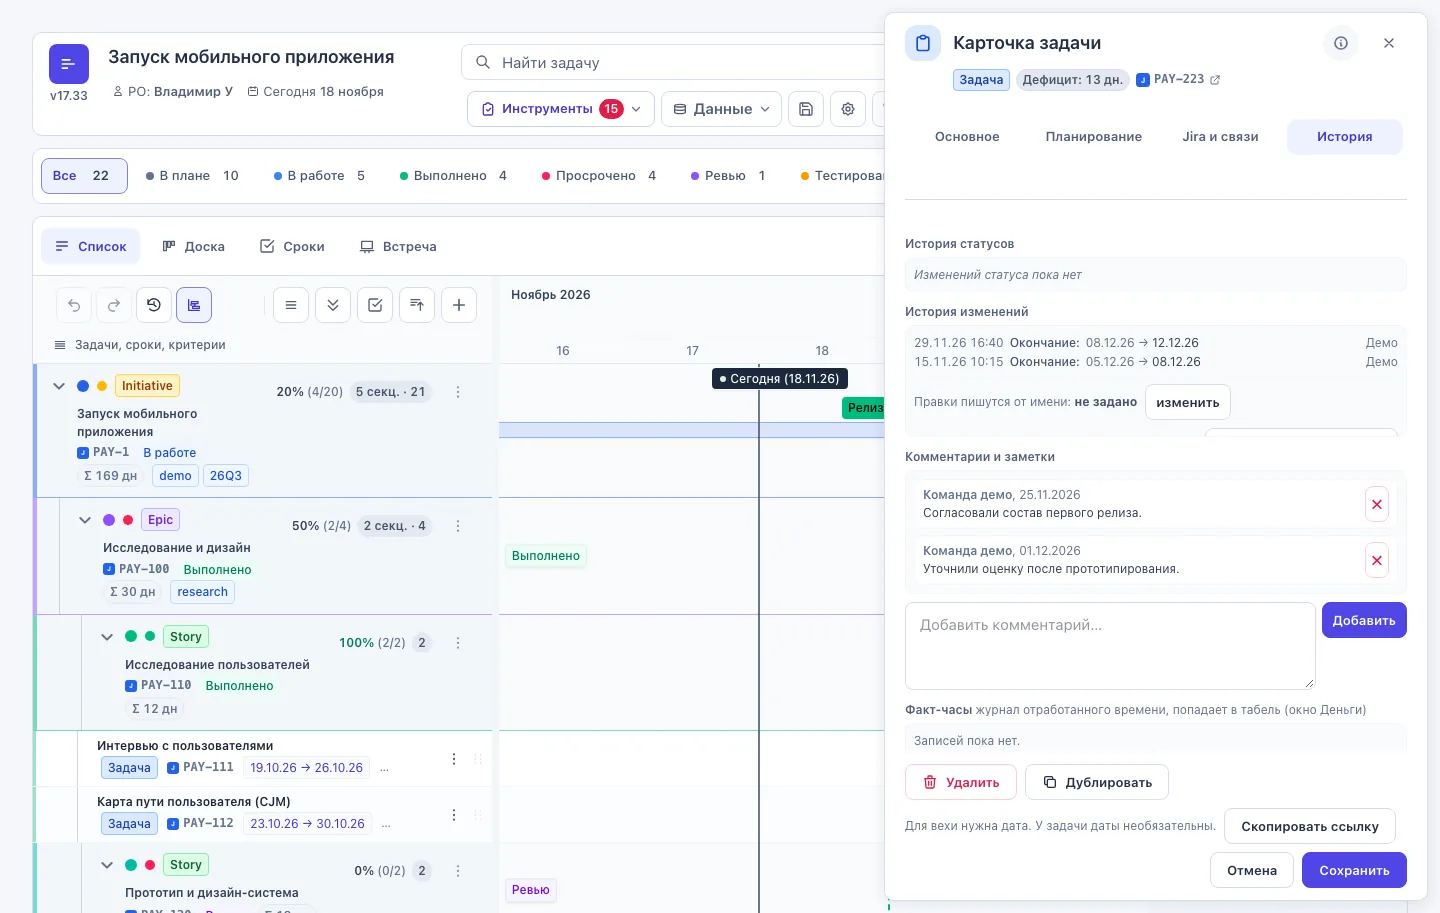 Запуск мобильного приложения
v17.33
PO: Владимир У
Сегодня 18 ноября
Найти задачу
Инструменты 15
Данные
Все 22
В плане 10
В работе 5
Выполнено 4
Просрочено 4
Ревью 1
Тестирова
Список
Доска
Сроки
Встреча
Задачи, сроки, критерии
Ноябрь 2026
16 17 18
Сегодня (18.11.26)
Релиз
Initiative
20% (4/20) 5 секц. · 21
Запуск мобильного
приложения
PAY-1 В работе
Σ 169 дн demo 26Q3
Epic
50% (2/4) 2 секц. · 4
Исследование и дизайн
PAY-100 Выполнено
Σ 30 дн research
Выполнено
Story
100% (2/2) 2
Исследование пользователей
PAY-110 Выполнено
Σ 12 дн
Интервью с пользователями
Задача PAY-111 19.10.26 → 26.10.26 ...
Карта пути пользователя (CJM)
Задача PAY-112 23.10.26 → 30.10.26 ...
Story
0% (0/2) 2
Прототип и дизайн-система
Ревью
Карточка задачи
Задача Дефицит: 13 дн. PAY-223
Основное
Планирование
Jira и связи
История
История статусов
Изменений статуса пока нет
История изменений
29.11.26 16:40 Окончание: 08.12.26 → 12.12.26 Демо
15.11.26 10:15 Окончание: 05.12.26 → 08.12.26 Демо
Правки пишутся от имени: не задано изменить
Комментарии и заметки
Команда демо, 25.11.2026
Согласовали состав первого релиза.
Команда демо, 01.12.2026
Уточнили оценку после прототипирования.
Добавить комментарий...
Добавить
Факт-часы журнал отработанного времени, попадает в табель (окно Деньги)
Записей пока нет.
Удалить
Дублировать
Для вехи нужна дата. У задачи даты необязательны.
Скопировать ссылку
Отмена
Сохранить